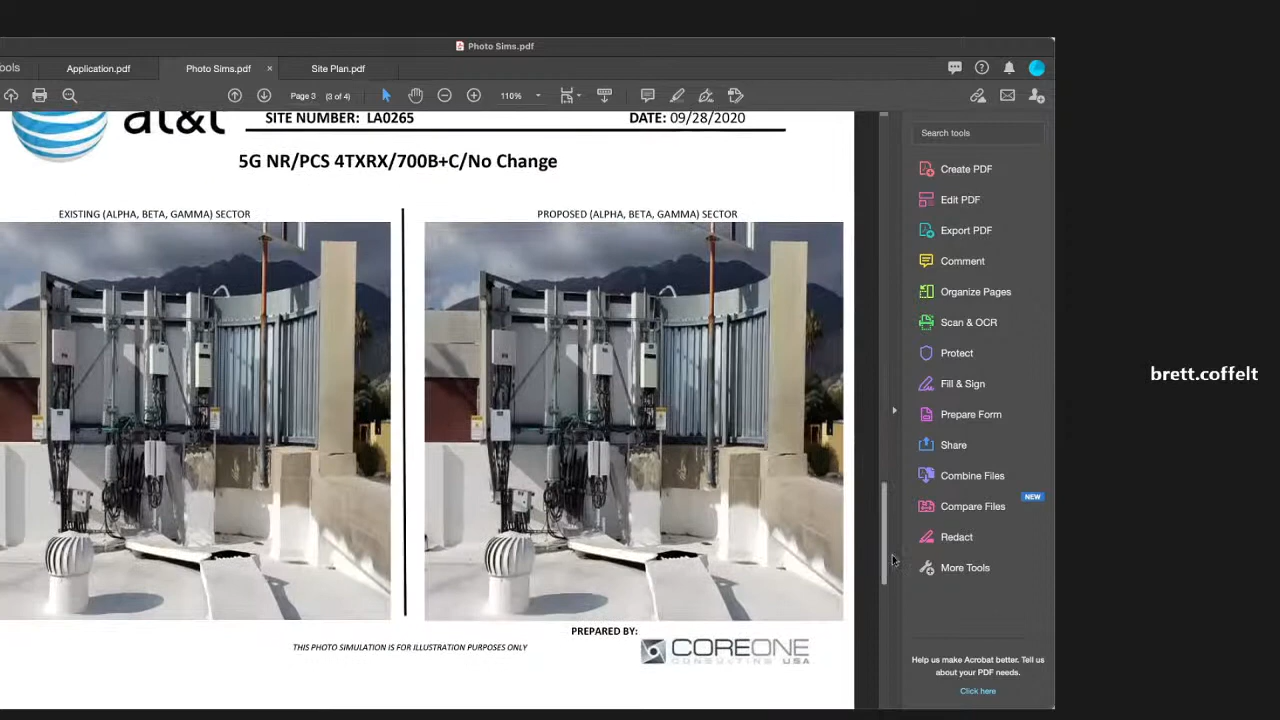 Photo Sims.pdf
ools
Application.pdf
Photo Sims.pdf ×
Site Plan.pdf
Page 3 (3 of 4)
110%
at&t
SITE NUMBER: LA0265
DATE: 09/28/2020
5G NR/PCS 4TXRX/700B+C/No Change
EXISTING (ALPHA, BETA, GAMMA) SECTOR
PROPOSED (ALPHA, BETA, GAMMA) SECTOR
PREPARED BY:
THIS PHOTO SIMULATION IS FOR ILLUSTRATION PURPOSES ONLY
COREONE
CONSULTING USA
Search tools
Create PDF
Edit PDF
Export PDF
Comment
Organize Pages
Scan & OCR
Protect
Fill & Sign
Prepare Form
Share
Combine Files
NEW
Compare Files
Redact
More Tools
Help us make Acrobat better. Tell us
about your PDF needs.
Click here
brett.coffelt